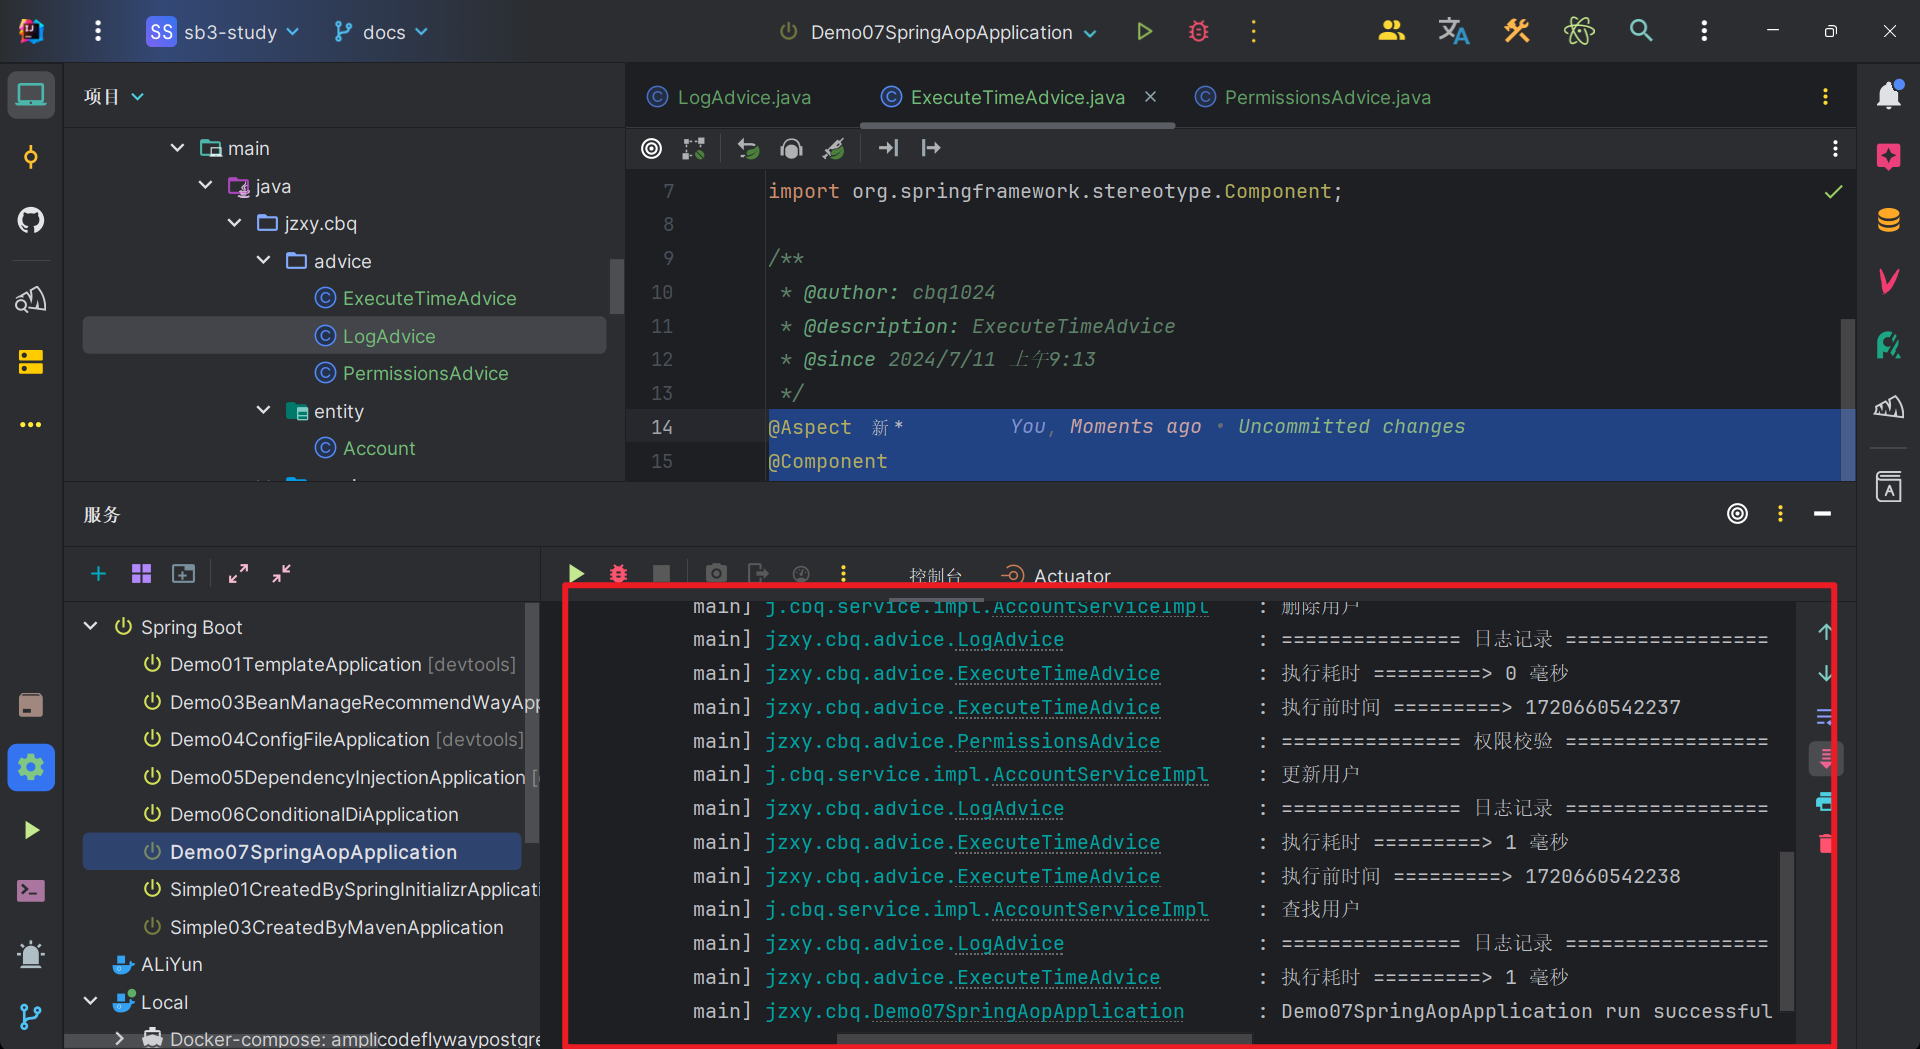 SS sb3-study docs Demo07SpringAopApplication
项目
main
java
jzxy.cbq
advice
ExecuteTimeAdvice
LogAdvice
PermissionsAdvice
entity
Account
LogAdvice.java ExecuteTimeAdvice.java PermissionsAdvice.java
7 import org.springframework.stereotype.Component;
8
9 /**
10 * @author: cbq1024
11 * @description: ExecuteTimeAdvice
12 * @since 2024/7/11 上午9:13
13 */
14 @Aspect 新 * You, Moments ago • Uncommitted changes
15 @Component
服务
控制台 Actuator
Spring Boot
Demo01TemplateApplication [devtools]
Demo03BeanManageRecommendWayApp
Demo04ConfigFileApplication [devtools]
Demo05DependencyInjectionApplication [
Demo06ConditionalDiApplication
Demo07SpringAopApplication
Simple01CreatedBySpringInitializrApplicati
Simple03CreatedByMavenApplication
ALiYun
Local
Docker-compose: amplicodeflywaypostgre
main] j.cbq.service.impl.AccountServiceImpl : 删除用户
main] jzxy.cbq.advice.LogAdvice : =============== 日志记录 =================
main] jzxy.cbq.advice.ExecuteTimeAdvice : 执行耗时 =========> 0 毫秒
main] jzxy.cbq.advice.ExecuteTimeAdvice : 执行前时间 =========> 1720660542237
main] jzxy.cbq.advice.PermissionsAdvice : =============== 权限校验 =================
main] j.cbq.service.impl.AccountServiceImpl : 更新用户
main] jzxy.cbq.advice.LogAdvice : =============== 日志记录 =================
main] jzxy.cbq.advice.ExecuteTimeAdvice : 执行耗时 =========> 1 毫秒
main] jzxy.cbq.advice.ExecuteTimeAdvice : 执行前时间 =========> 1720660542238
main] j.cbq.service.impl.AccountServiceImpl : 查找用户
main] jzxy.cbq.advice.LogAdvice : =============== 日志记录 =================
main] jzxy.cbq.advice.ExecuteTimeAdvice : 执行耗时 =========> 1 毫秒
main] jzxy.cbq.Demo07SpringAopApplication : Demo07SpringAopApplication run successful